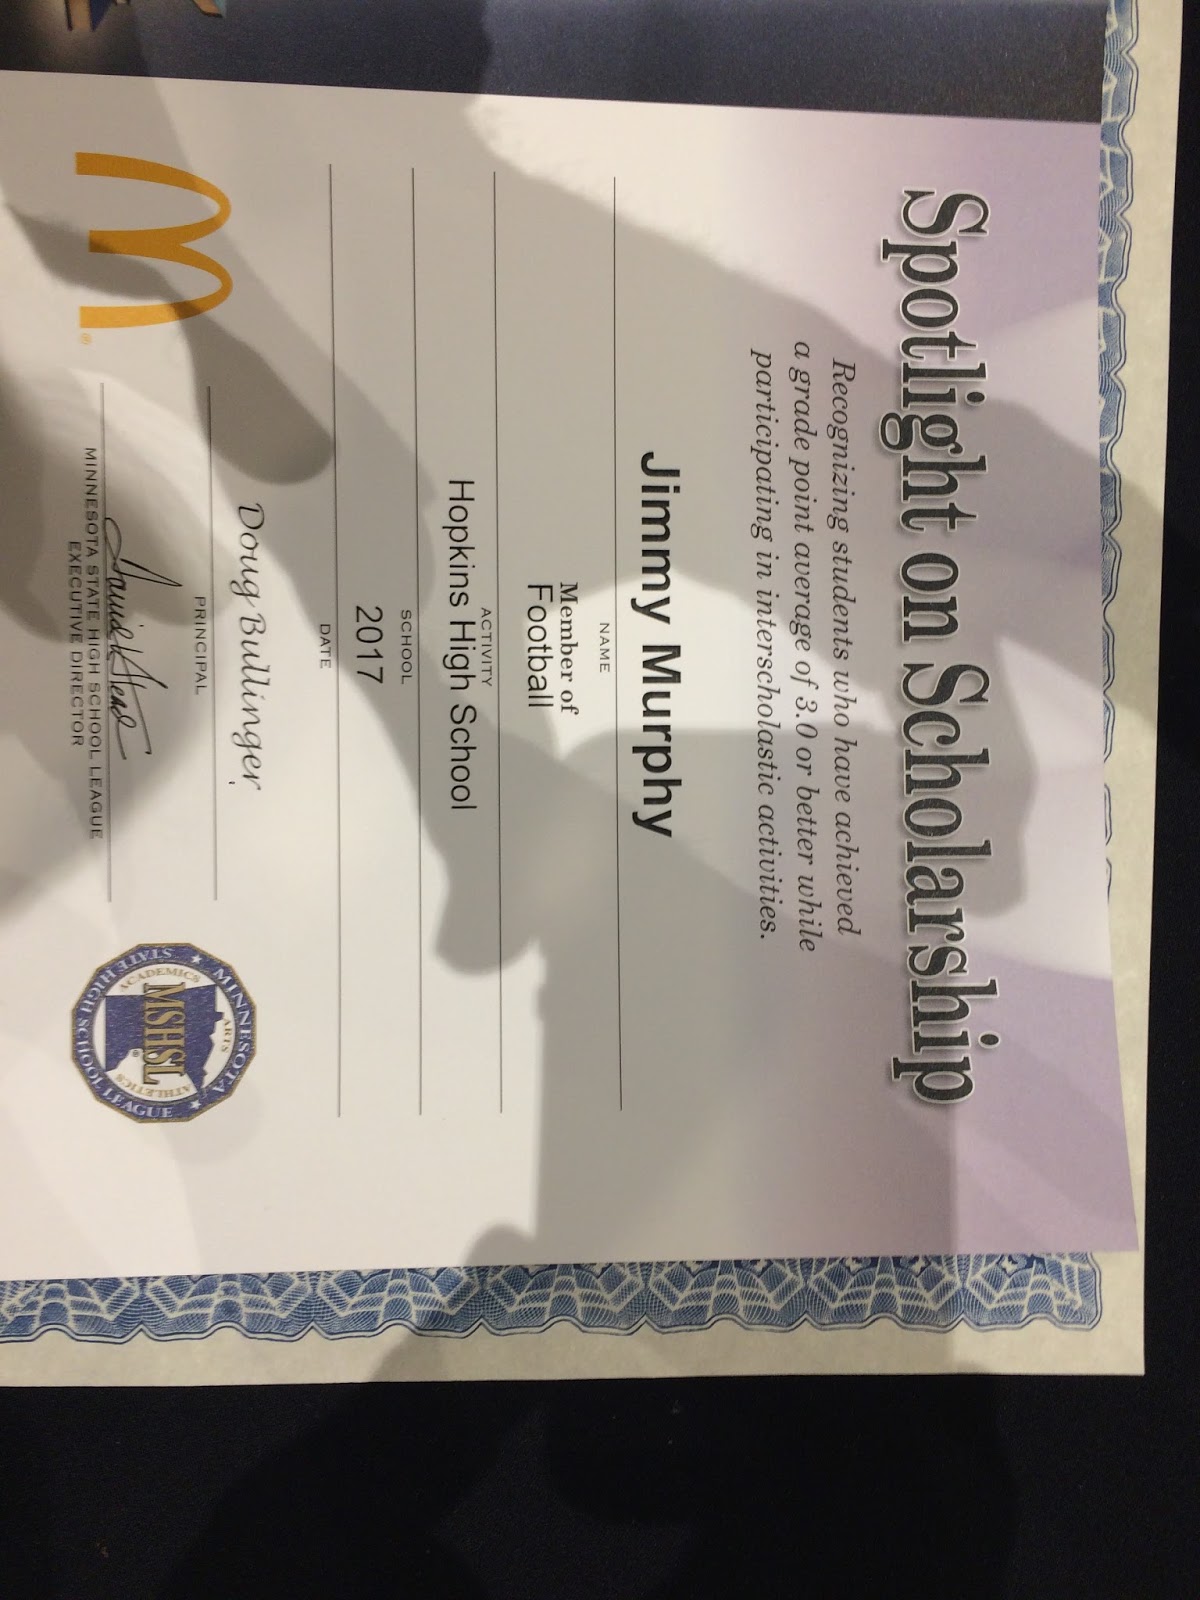 Spotlight on Scholarship
Recognizing students who have achieved
a grade point average of 3.0 or better while
participating in interscholastic activities.
Jimmy Murphy
NAME
Member of
Football
ACTIVITY
Hopkins High School
SCHOOL
2017
DATE
Doug Bullinger
PRINCIPAL
MINNESOTA STATE HIGH SCHOOL LEAGUE
EXECUTIVE DIRECTOR
®
MINNESOTA
STATE HIGH SCHOOL LEAGUE
ACADEMICS
ARTS
ATHLETICS
MSHSL